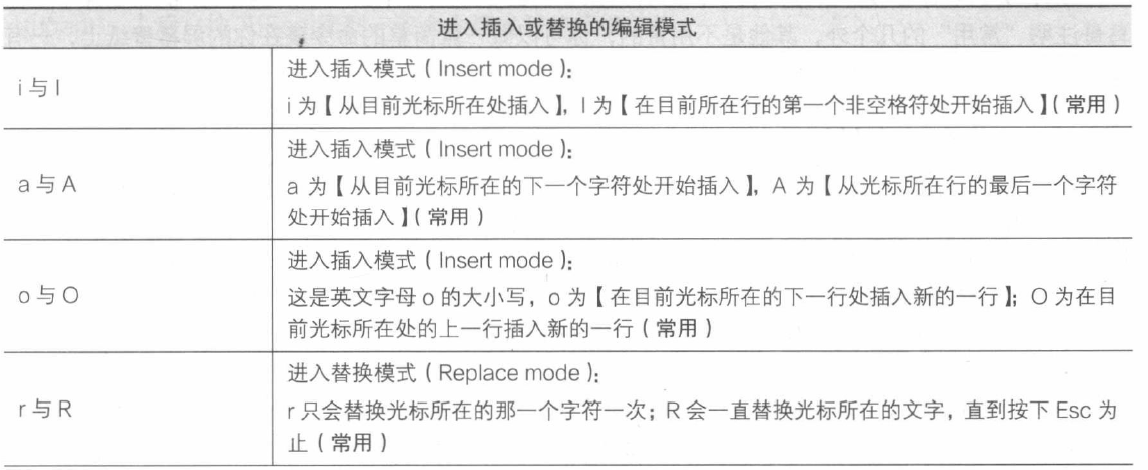 进入插入或替换的编辑模式
i 与 I
进入插入模式（Insert mode）：
i 为【从目前光标所在处插入】，I 为【在目前所在行的第一个非空格符处开始插入】（常用）
a 与 A
进入插入模式（Insert mode）：
a 为【从目前光标所在的下一个字符处开始插入】，A 为【从光标所在行的最后一个字符
处开始插入】（常用）
o 与 O
进入插入模式（Insert mode）：
这是英文字母 o 的大小写，o 为【在目前光标所在的下一行处插入新的一行】；O 为在目
前光标所在处的上一行插入新的一行（常用）
r 与 R
进入替换模式（Replace mode）：
r 只会替换光标所在的那一个字符一次；R 会一直替换光标所在的文字，直到按下 Esc 为
止（常用）